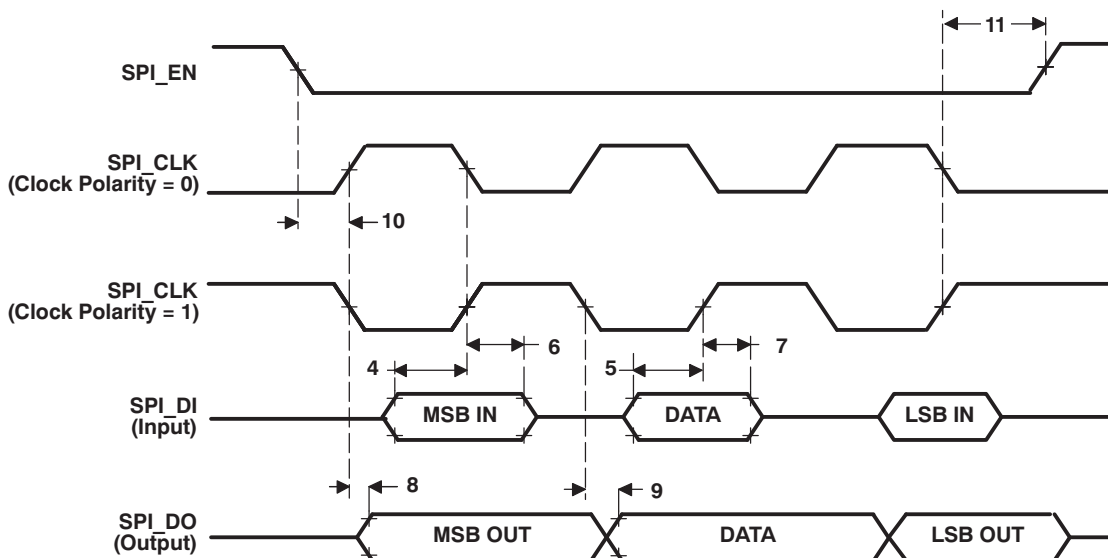 11
SPI_EN
SPI_CLK
(Clock Polarity = 0)
10
SPI_CLK
(Clock Polarity = 1)
6
7
4
5
SPI_DI
(Input)
MSB IN
DATA
LSB IN
8
9
SPI_DO
(Output)
MSB OUT
DATA
LSB OUT